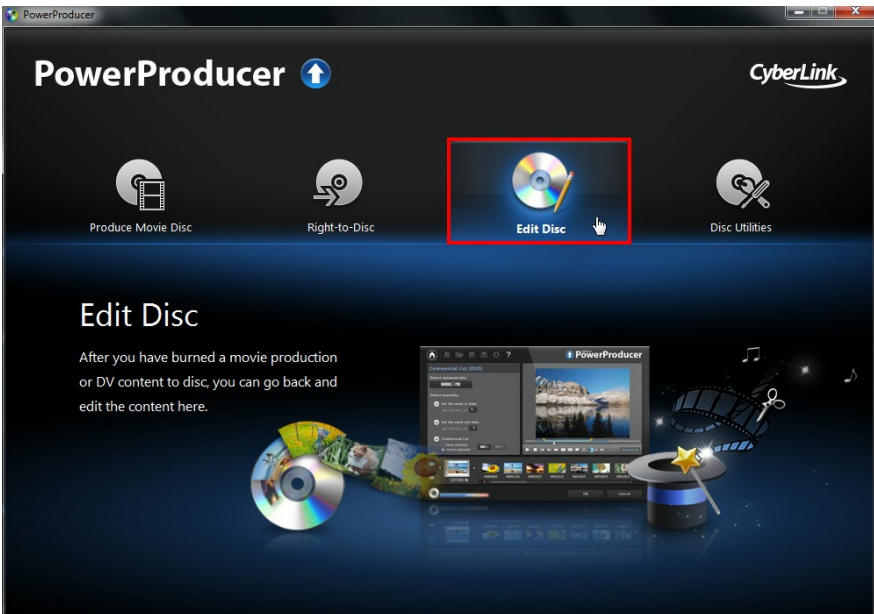 PowerProducer
PowerProducer
CyberLink
Produce Movie Disc
Right-to-Disc
Edit Disc
Disc Utilities
Edit Disc
After you have burned a movie production
or DV content to disc, you can go back and
edit the content here.
PowerProducer
Commercial Cut (DVD)